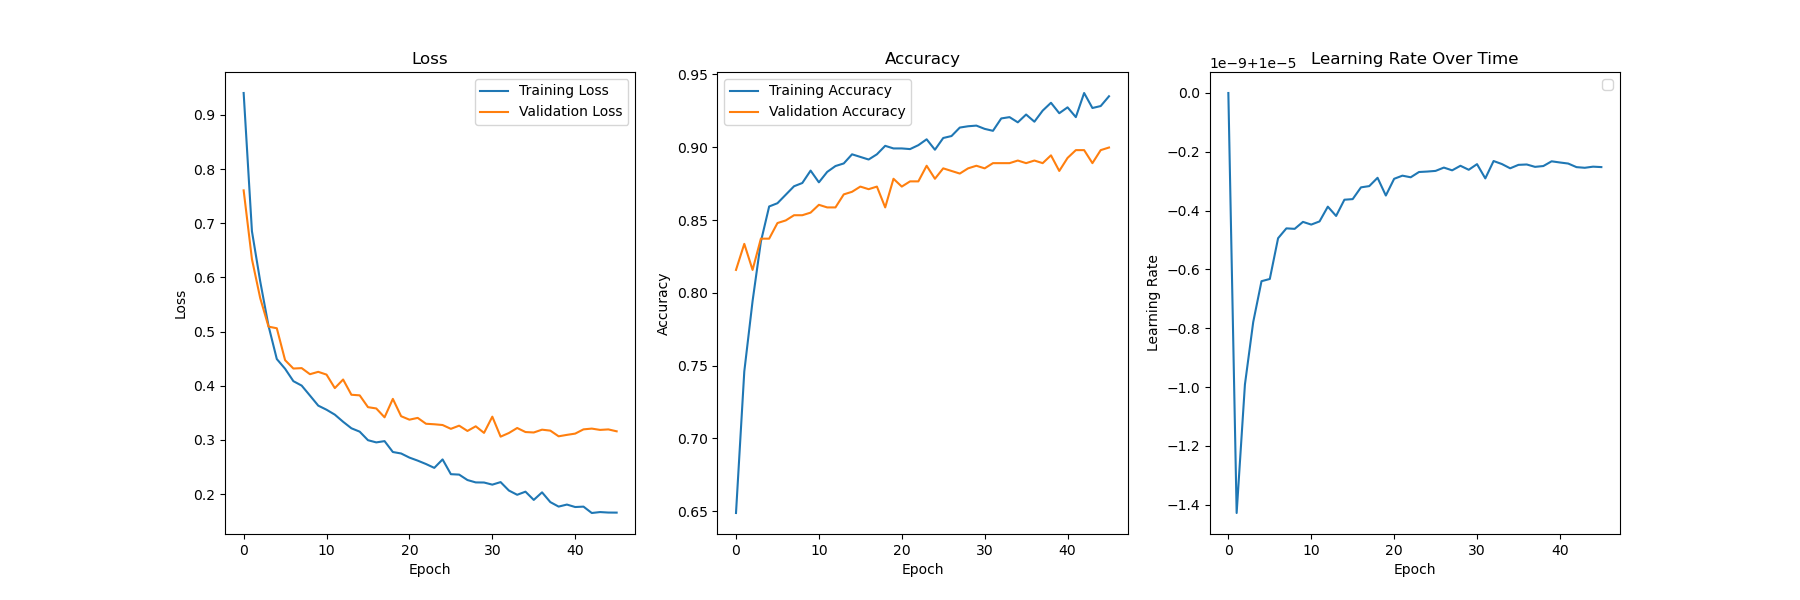 Loss
Training Loss
Validation Loss
0.9
0.8
0.7
0.6
0.5
0.4
0.3
0.2
Loss
0
10
20
30
40
Epoch
Accuracy
Training Accuracy
Validation Accuracy
0.95
0.90
0.85
0.80
0.75
0.70
0.65
Accuracy
0
10
20
30
40
Epoch
Learning Rate Over Time
1e−9+1e−5
0.0
−0.2
−0.4
−0.6
−0.8
−1.0
−1.2
−1.4
Learning Rate
0
10
20
30
40
Epoch